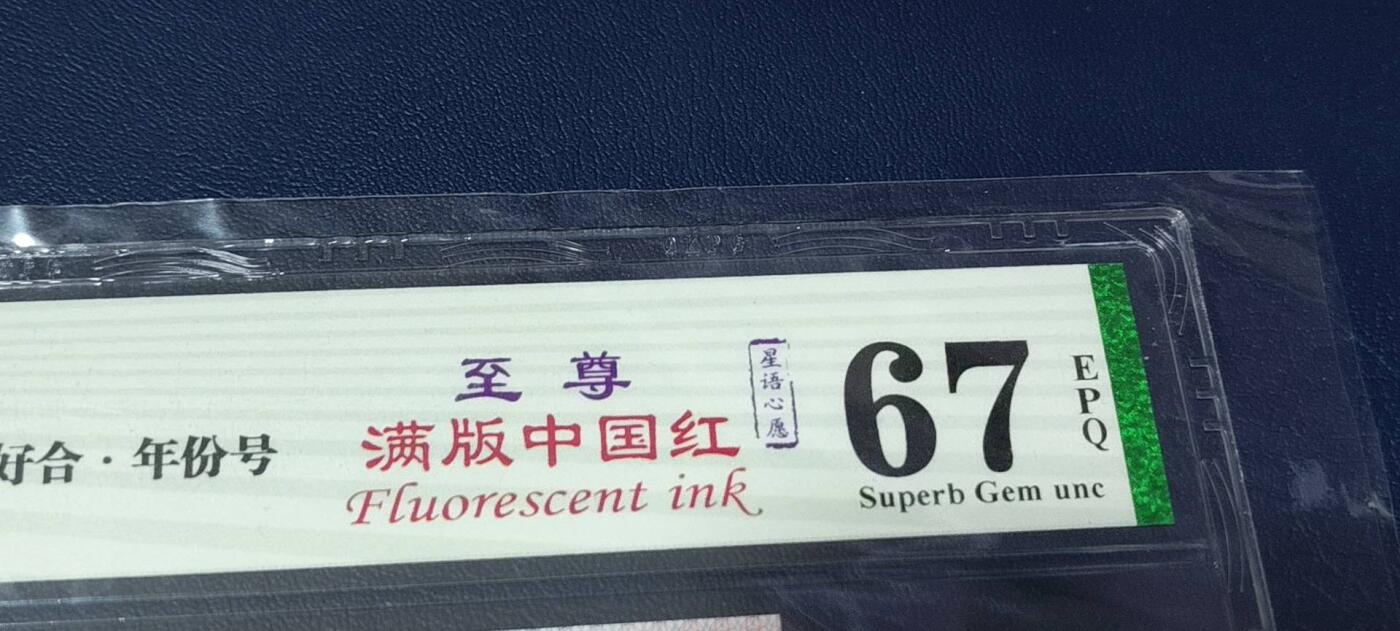 好合·年份号
至尊
满版中国红
Fluorescent ink
星语心愿
67
EPQ
Superb Gem unc